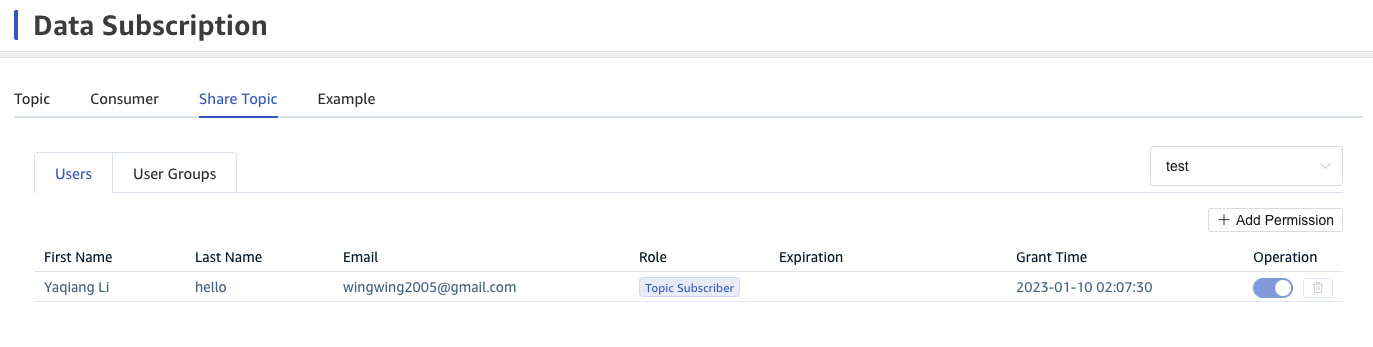 Data Subscription
Topic Consumer Share Topic Example
Users User Groups test
Add Permission
First Name Last Name Email Role Expiration Grant Time Operation
Yaqiang Li hello wingwing2005@gmail.com Topic Subscriber 2023-01-10 02:07:30